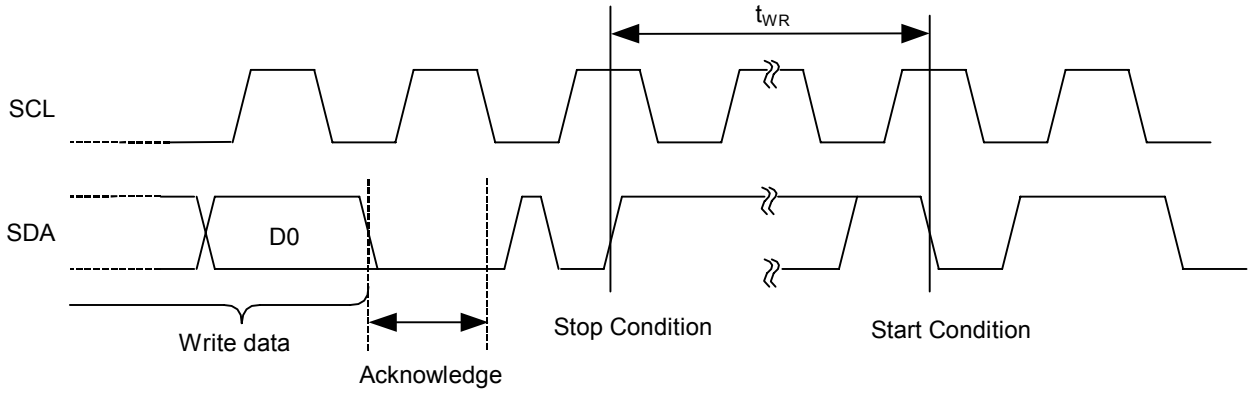 tWR
SCL
SDA
D0
Write data
Stop Condition
Start Condition
Acknowledge